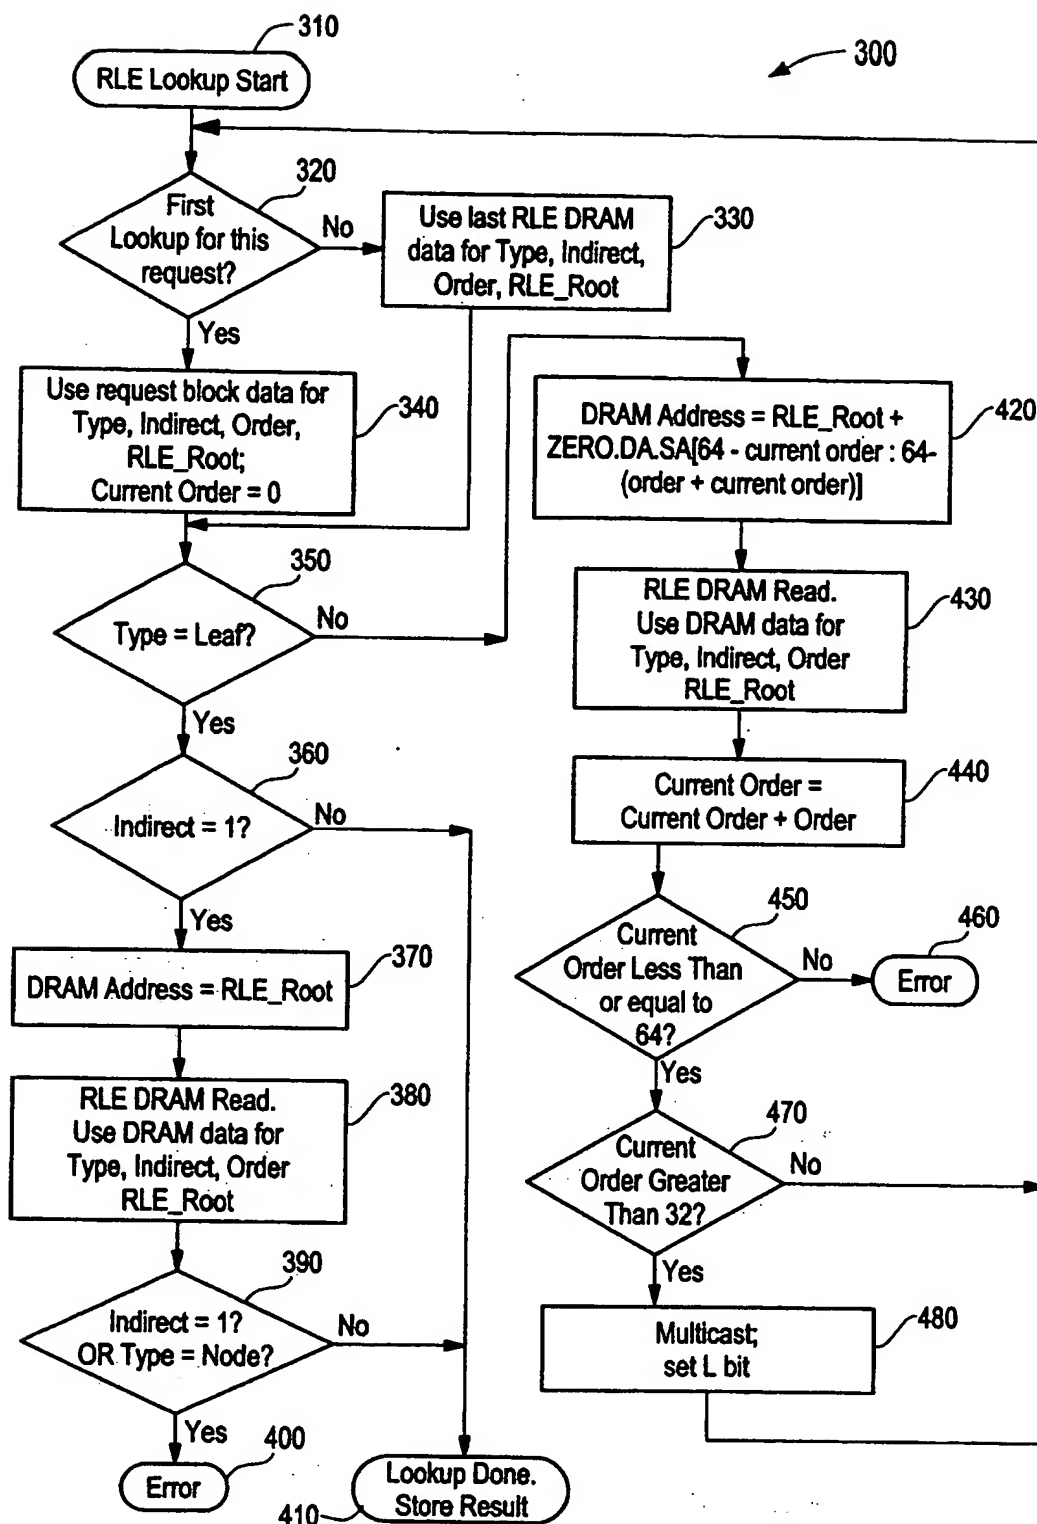 310
RLE Lookup Start
300
320
First
Lookup for this
request?
No
Use last RLE DRAM
data for Type, Indirect,
Order, RLE_Root
330
Yes
Use request block data for
Type, Indirect, Order,
RLE_Root;
Current Order = 0
340
350
Type = Leaf?
No
Yes
360
Indirect = 1?
No
Yes
DRAM Address = RLE_Root
370
RLE DRAM Read.
Use DRAM data for
Type, Indirect, Order
RLE_Root
380
390
Indirect = 1?
OR Type = Node?
No
Yes
400
Error
Lookup Done.
Store Result
410
DRAM Address = RLE_Root +
ZERO.DA.SA[64 - current order : 64-
(order + current order)]
420
RLE DRAM Read.
Use DRAM data for
Type, Indirect, Order
RLE_Root
430
Current Order =
Current Order + Order
440
450
Current
Order Less Than
or equal to
64?
No
460
Error
Yes
470
Current
Order Greater
Than 32?
No
Yes
Multicast;
set L bit
480